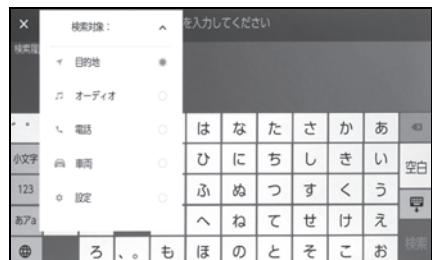 ×
検索対象：
を入力してください
検索履
目的地
オーディオ
電話
車両
設定
は な た さ か あ
小文字
ひ に ち し き い
空白
123
ふ ぬ つ す く う
あ7a
へ ね て せ け え
ろ 、。 も ほ の と そ こ お
検索